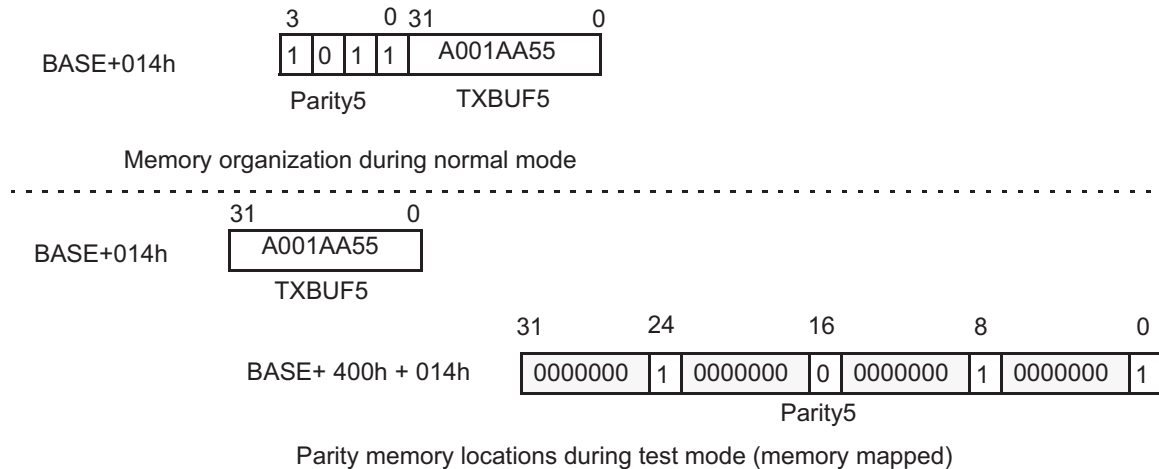 3 0 31 0
BASE+014h 1 0 1 1 A001AA55
Parity5 TXBUF5
Memory organization during normal mode
31 0
BASE+014h A001AA55
TXBUF5
31 24 16 8 0
BASE+ 400h + 014h 0000000 1 0000000 0 0000000 1 0000000 1
Parity5
Parity memory locations during test mode (memory mapped)